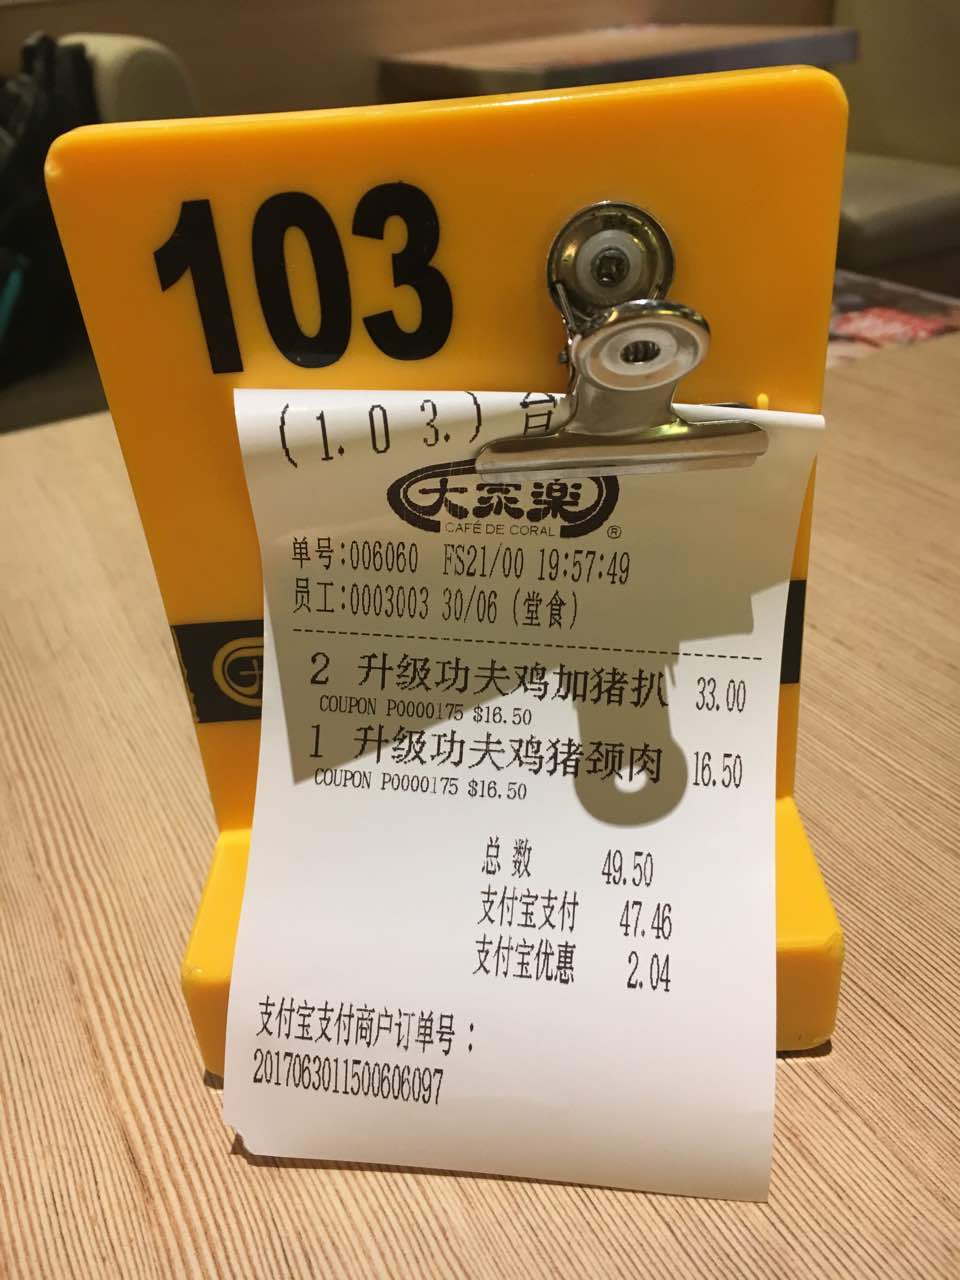 103
(1. 0 3.) 台
大家樂
CAFÉ DE CORAL ®
单号:006060 FS21/00 19:57:49
员工:0003003 30/06 (堂食)
2 升级功夫鸡加猪扒 33.00
COUPON P0000175 $16.50
1 升级功夫鸡猪颈肉 16.50
COUPON P0000175 $16.50
总 数 49.50
支付宝支付 47.46
支付宝优惠 2.04
支付宝支付商户订单号 :
2017063011500606097